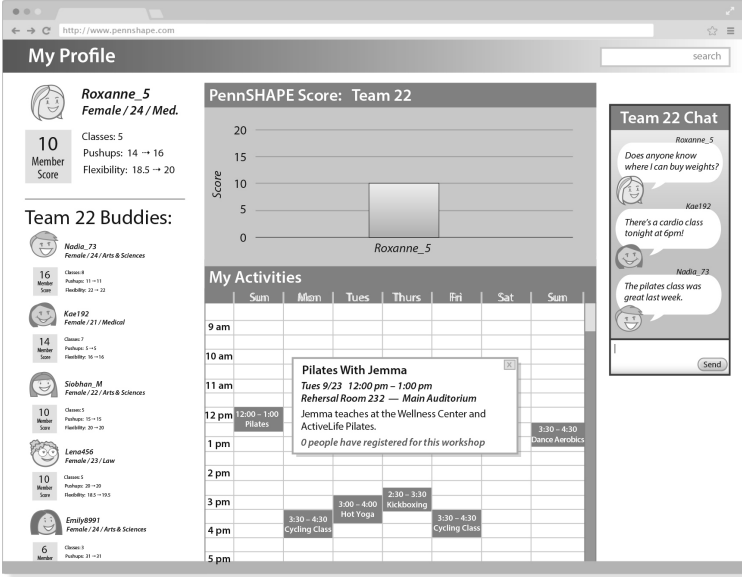 http://www.pennshape.com
My Profile
search
Roxanne_5
Female / 24 / Med.
10
Member
Score
Classes: 5
Pushups: 14 → 16
Flexibility: 18.5 → 20
Team 22 Buddies:
Nadia_73
Female / 24 / Arts & Sciences
16
Member
Score
Classes: 8
Pushups: 11 → 11
Flexibility: 22 → 22
Kae192
Female / 21 / Medical
14
Member
Score
Classes: 7
Pushups: 5 → 5
Flexibility: 16 → 16
Siobhan_M
Female / 22 / Arts & Sciences
10
Member
Score
Classes: 5
Pushups: 15 → 15
Flexibility: 20 → 20
Lena456
Female / 23 / Law
10
Member
Score
Classes: 5
Pushups: 20 → 20
Flexibility: 18.5 → 19.5
Emily8991
Female / 24 / Arts & Sciences
6
Member
Classes: 3
Pushups: 31 → 31
PennSHAPE Score: Team 22
20
15
10
5
0
Score
Roxanne_5
My Activities
Sum Mon Tues Thurs Fri Sat Sum
9 am
10 am
11 am
12 pm
1 pm
2 pm
3 pm
4 pm
5 pm
12:00 – 1:00
Pilates
3:30 – 4:30
Cycling Class
3:00 – 4:00
Hot Yoga
2:30 – 3:30
Kickboxing
3:30 – 4:30
Cycling Class
3:30 – 4:30
Dance Aerobics
Pilates With Jemma
x
Tues 9/23 12:00 pm – 1:00 pm
Rehersal Room 232 — Main Auditorium
Jemma teaches at the Wellness Center and
ActiveLife Pilates.
0 people have registered for this workshop
Team 22 Chat
Roxanne_5
Does anyone know
where I can buy weights?
Kae192
There's a cardio class
tonight at 6pm!
Nadia_73
The pilates class was
great last week.
Send